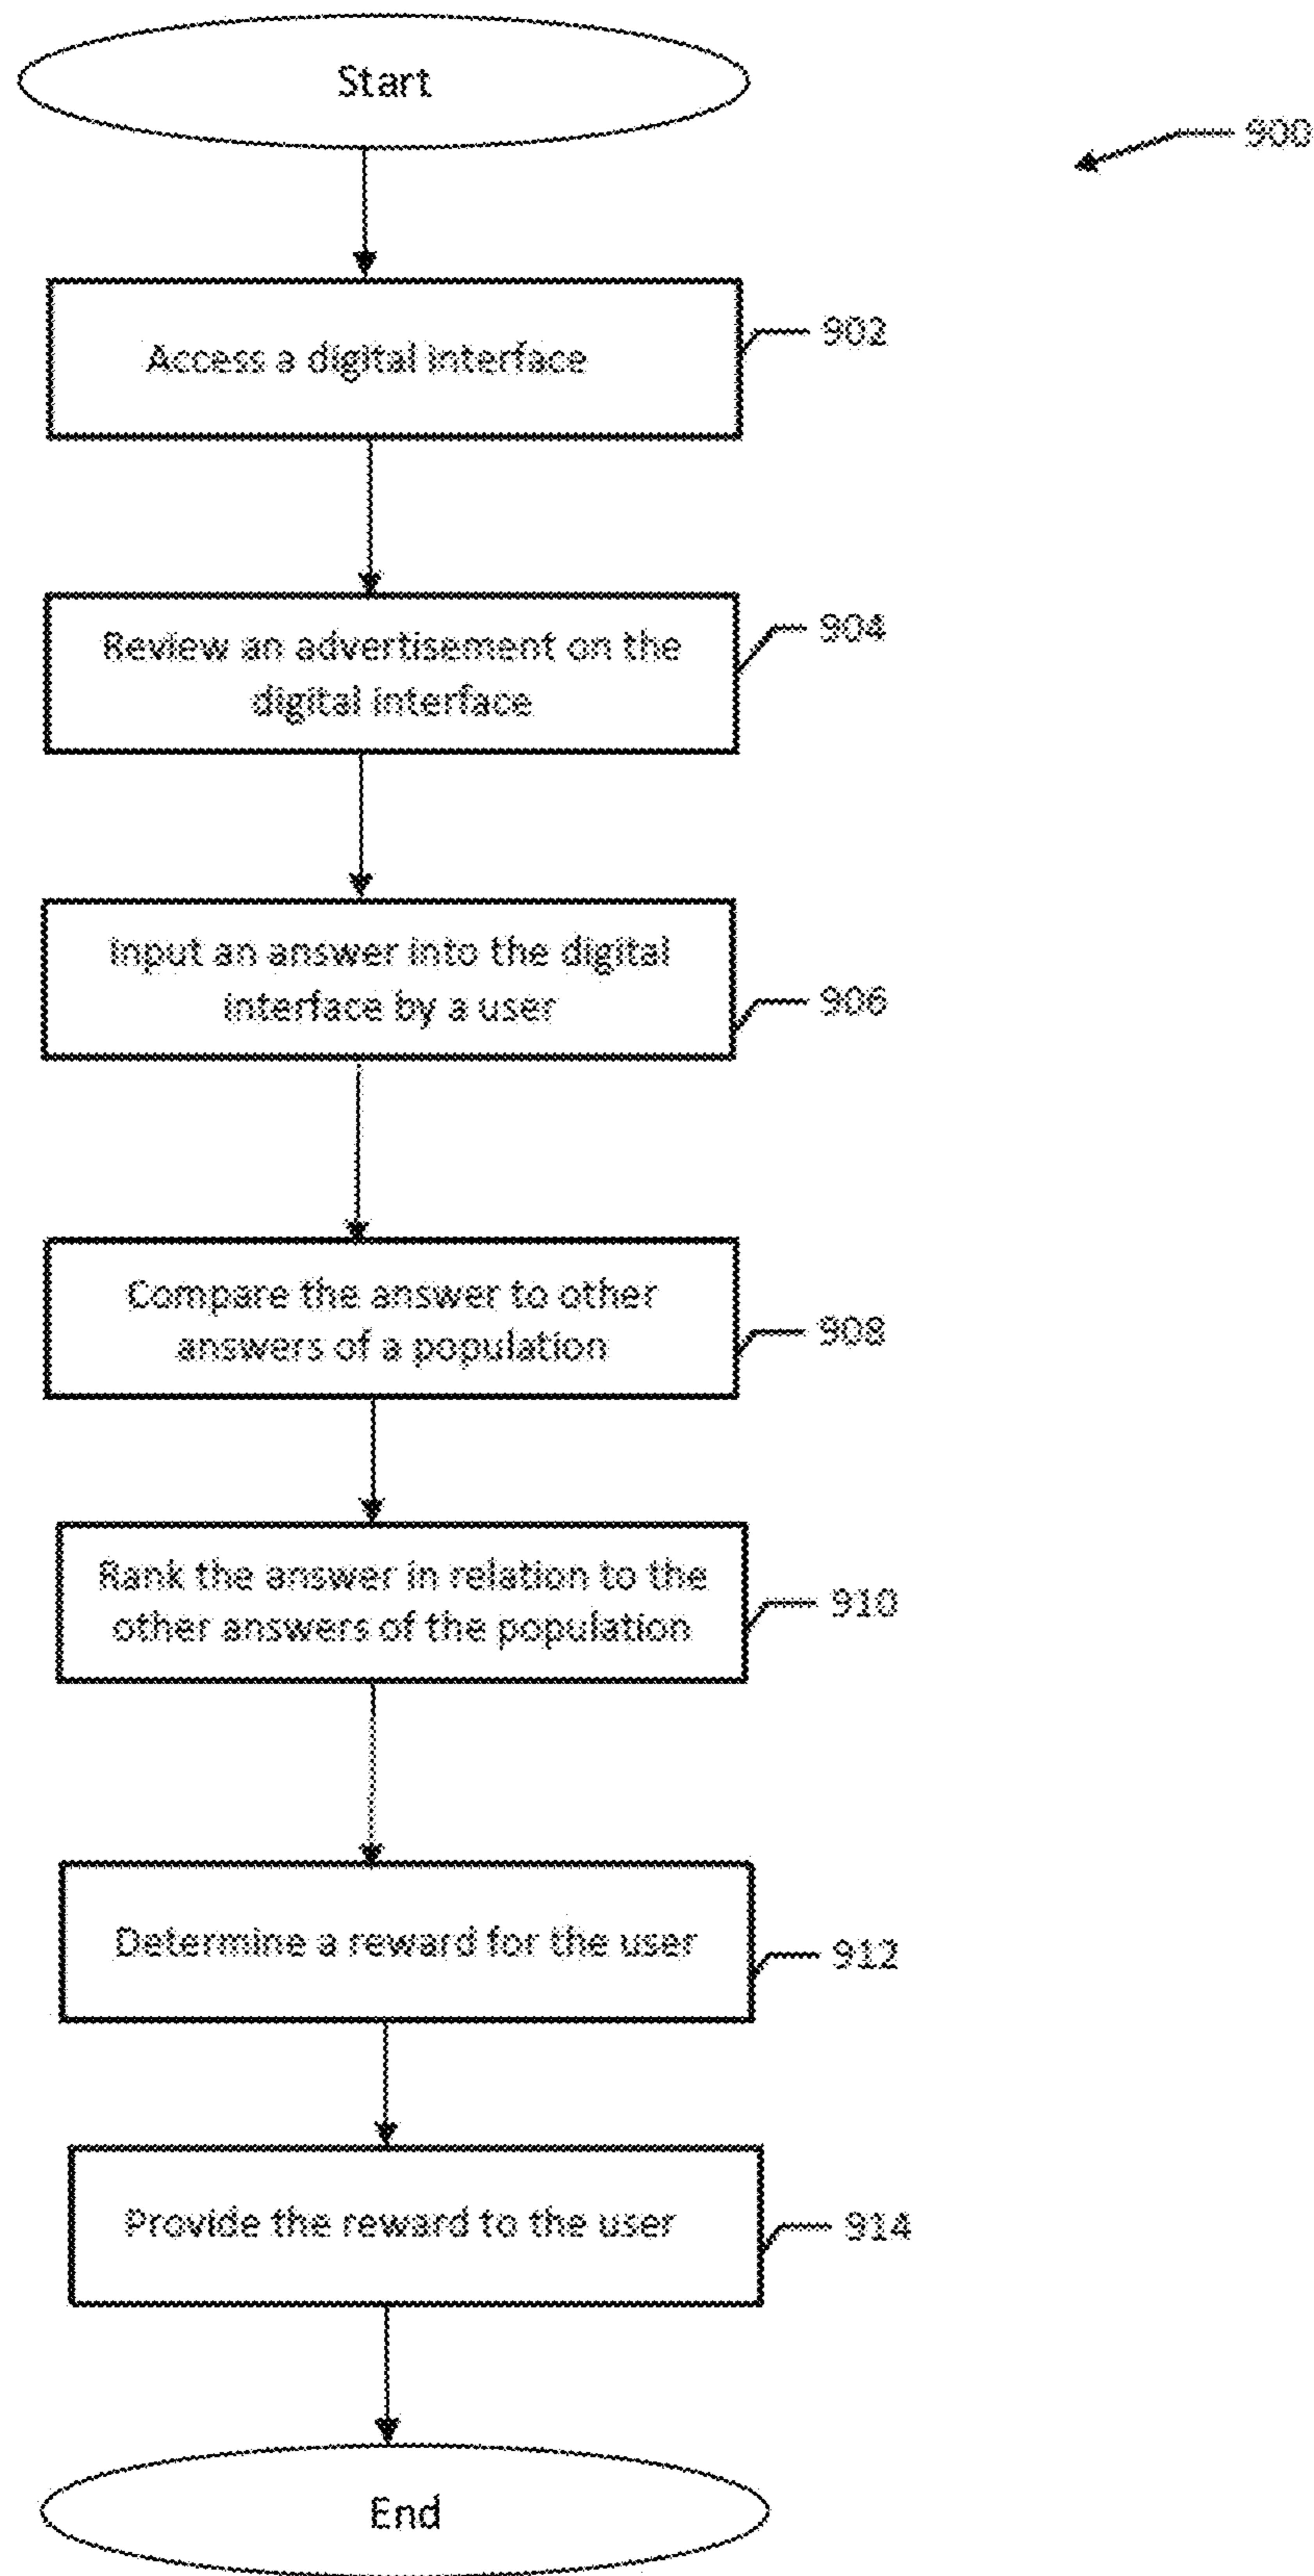 Start
900
Access a digital interface
902
Review an advertisement on the
digital interface
904
Input an answer into the digital
interface by a user
906
Compare the answer to other
answers of a population
908
Rank the answer in relation to the
other answers of the population
910
Determine a reward for the user
912
Provide the reward to the user
914
End